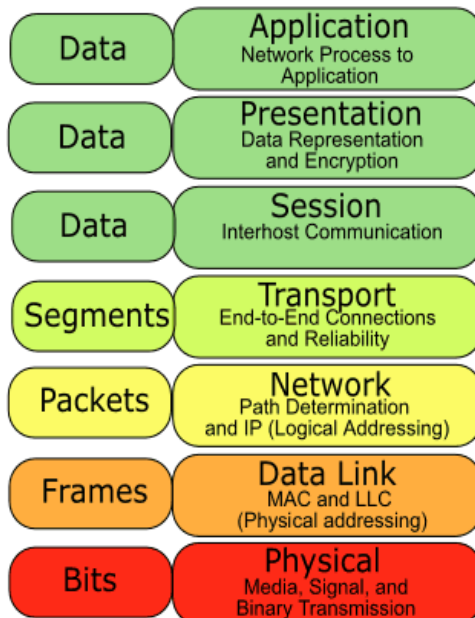 Data
Application
Network Process to
Application
Data
Presentation
Data Representation
and Encryption
Data
Session
Interhost Communication
Segments
Transport
End-to-End Connections
and Reliability
Packets
Network
Path Determination
and IP (Logical Addressing)
Frames
Data Link
MAC and LLC
(Physical addressing)
Bits
Physical
Media, Signal, and
Binary Transmission